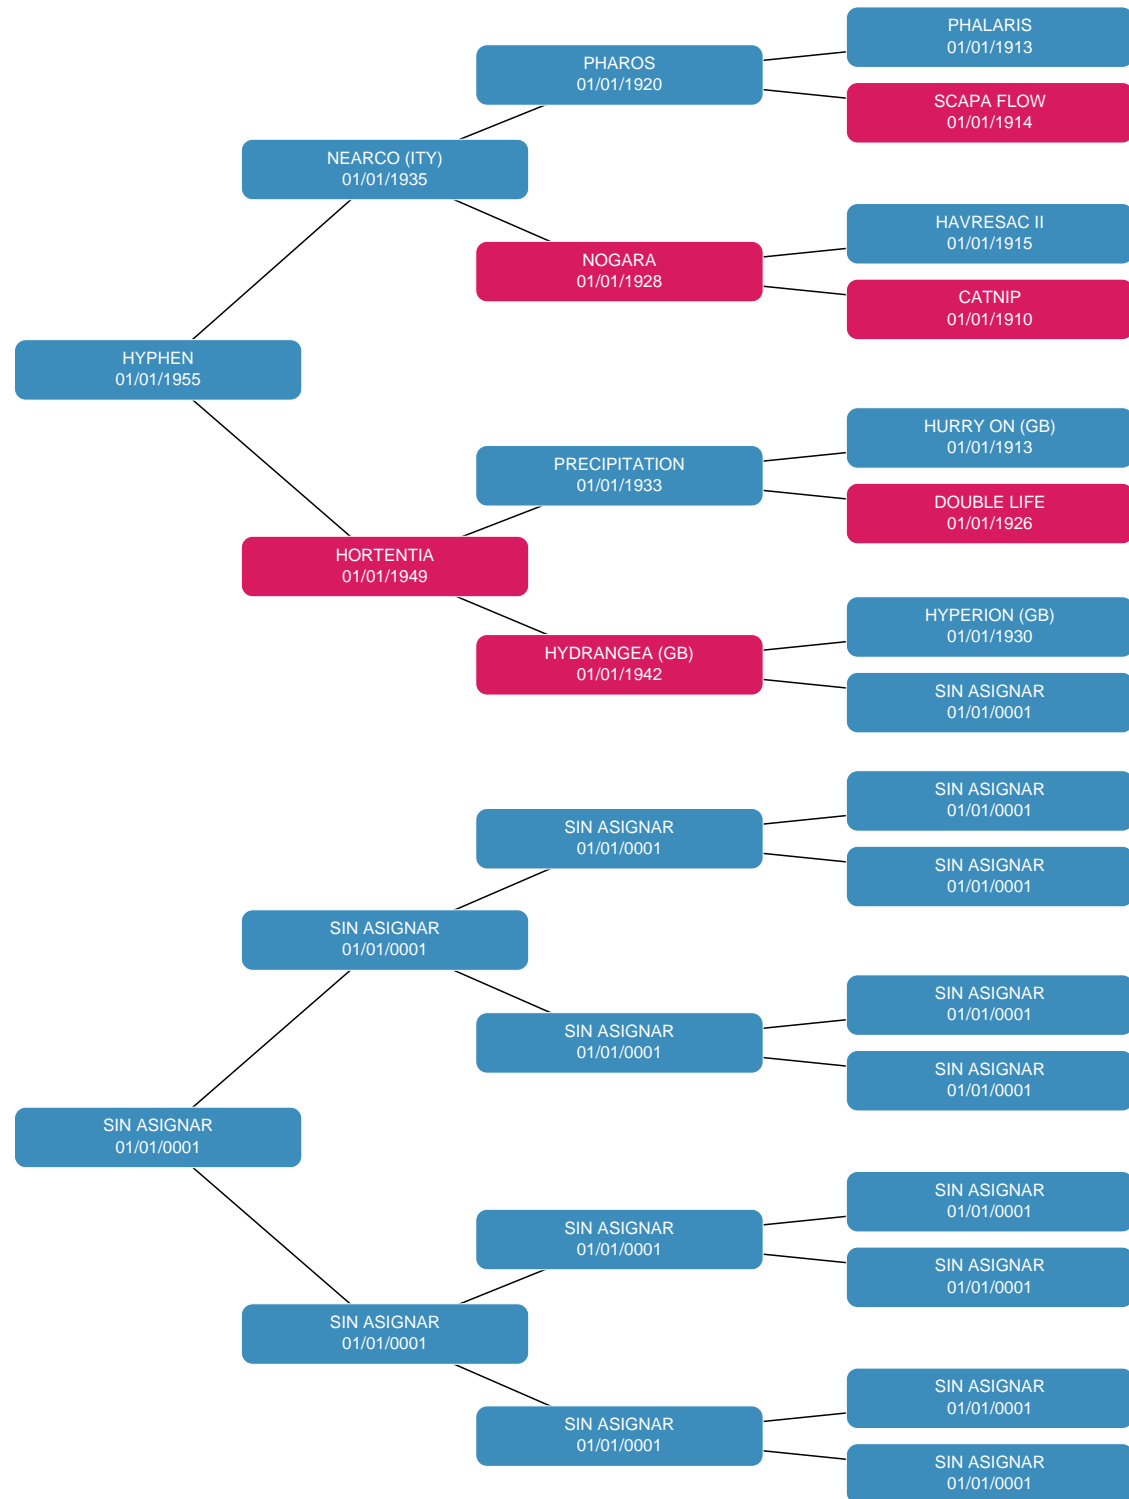 PHALARIS
01/01/1913
PHAROS
01/01/1920
SCAPA FLOW
01/01/1914
NEARCO (ITY)
01/01/1935
HAVRESAC II
01/01/1915
NOGARA
01/01/1928
CATNIP
01/01/1910
HYPHEN
01/01/1955
HURRY ON (GB)
01/01/1913
PRECIPITATION
01/01/1933
DOUBLE LIFE
01/01/1926
HORTENTIA
01/01/1949
HYPERION (GB)
01/01/1930
HYDRANGEA (GB)
01/01/1942
SIN ASIGNAR
01/01/0001
SIN ASIGNAR
01/01/0001
SIN ASIGNAR
01/01/0001
SIN ASIGNAR
01/01/0001
SIN ASIGNAR
01/01/0001
SIN ASIGNAR
01/01/0001
SIN ASIGNAR
01/01/0001
SIN ASIGNAR
01/01/0001
SIN ASIGNAR
01/01/0001
SIN ASIGNAR
01/01/0001
SIN ASIGNAR
01/01/0001
SIN ASIGNAR
01/01/0001
SIN ASIGNAR
01/01/0001
SIN ASIGNAR
01/01/0001
SIN ASIGNAR
01/01/0001
SIN ASIGNAR
01/01/0001